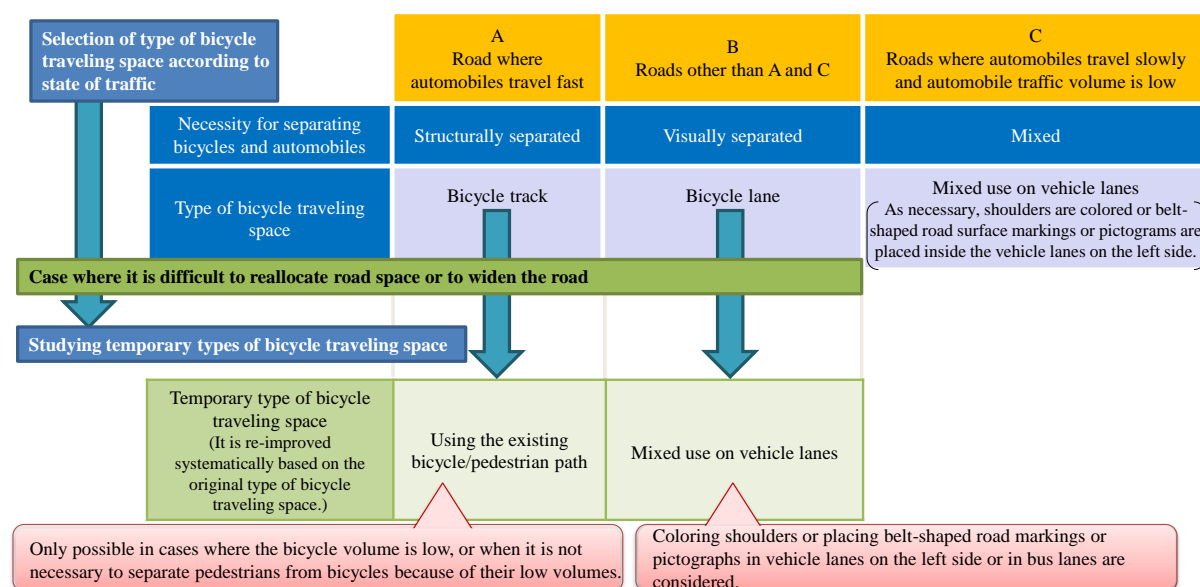 Selection of type of bicycle
traveling space according to
state of traffic
A
Road where
automobiles travel fast
B
Roads other than A and C
C
Roads where automobiles travel slowly
and automobile traffic volume is low
Necessity for separating
bicycles and automobiles
Structurally separated
Visually separated
Mixed
Type of bicycle traveling
space
Bicycle track
Bicycle lane
Mixed use on vehicle lanes
As necessary, shoulders are colored or belt-
shaped road surface markings or pictograms are
placed inside the vehicle lanes on the left side.
Case where it is difficult to reallocate road space or to widen the road
Studying temporary types of bicycle traveling space
Temporary type of bicycle
traveling space
(It is re-improved
systematically based on the
original type of bicycle
traveling space.)
Using the existing
bicycle/pedestrian path
Mixed use on vehicle lanes
Only possible in cases where the bicycle volume is low, or when it is not
necessary to separate pedestrians from bicycles because of their low volumes.
Coloring shoulders or placing belt-shaped road markings or
pictographs in vehicle lanes on the left side or in bus lanes are
considered.